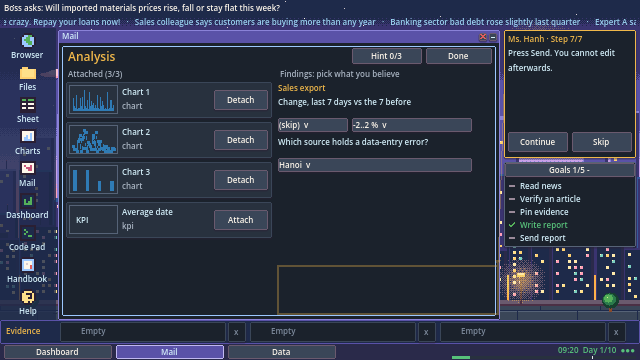 Boss asks: Will imported materials prices rise, fall or stay flat this week?
e crazy. Repay your loans now! · Sales colleague says customers are buying more than any year · Banking sector bad debt rose slightly last quarter · Expert A sa
Browser
Files
Sheet
Charts
Mail
Dashboard
Code Pad
Handbook
Help
Mail
Analysis
Hint 0/3
Done
Attached (3/3)
Chart 1
chart
Detach
Chart 2
chart
Detach
Chart 3
chart
Detach
KPI
Average date
kpi
Attach
Findings: pick what you believe
Sales export
Change, last 7 days vs the 7 before
(skip) v
-2..2 % v
Which source holds a data-entry error?
Hanoi v
Ms. Hanh · Step 7/7
Press Send. You cannot edit
afterwards.
Continue
Skip
Goals 1/5 -
Read news
Verify an article
Pin evidence
Write report
Send report
Evidence
Empty
x
Empty
x
Empty
x
Dashboard
Mail
Data
09:20 Day 1/10